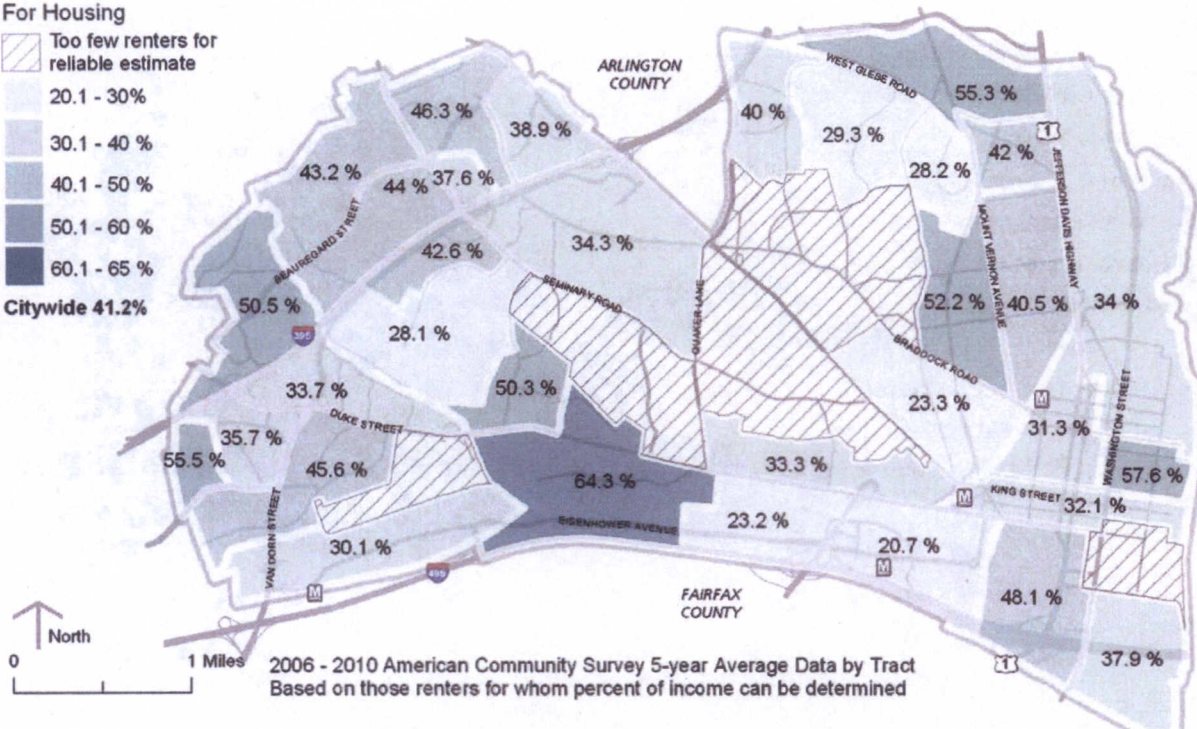 For Housing
Too few renters for
reliable estimate
20.1 - 30%
30.1 - 40 %
40.1 - 50 %
50.1 - 60 %
60.1 - 65 %
Citywide 41.2%
ARLINGTON
COUNTY
WEST GLEBE ROAD
55.3 %
46.3 %
38.9 %
40 %
29.3 %
1
42 %
28.2 %
43.2 %
44 %
37.6 %
BEAUREGARD STREET
42.6 %
34.3 %
JEFFERSON DAVIS HIGHWAY
MOUNT VERNON AVENUE
SEMINARY ROAD
QUAKER LANE
50.5 %
395
28.1 %
52.2 %
40.5 %
34 %
BRADDOCK ROAD
33.7 %
50.3 %
23.3 %
M
DUKE STREET
35.7 %
31.3 %
WASHINGTON STREET
55.5 %
45.6 %
64.3 %
33.3 %
57.6 %
M
KING STREET
32.1 %
VAN DORN STREET
EISENHOWER AVENUE
23.2 %
30.1 %
20.7 %
M
495
M
FAIRFAX
COUNTY
48.1 %
North
0
1 Miles
37.9 %
1
2006 - 2010 American Community Survey 5-year Average Data by Tract
Based on those renters for whom percent of income can be determined